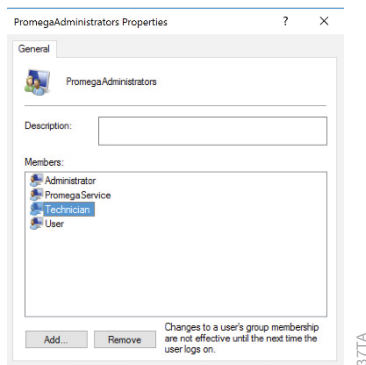 PromegaAdministrators Properties ? X
General
PromegaAdministrators
Description:
Members:
Administrator
PromegaService
Technician
User
Add... Remove
Changes to a user's group membership
are not effective until the next time the
user logs on.
37TA